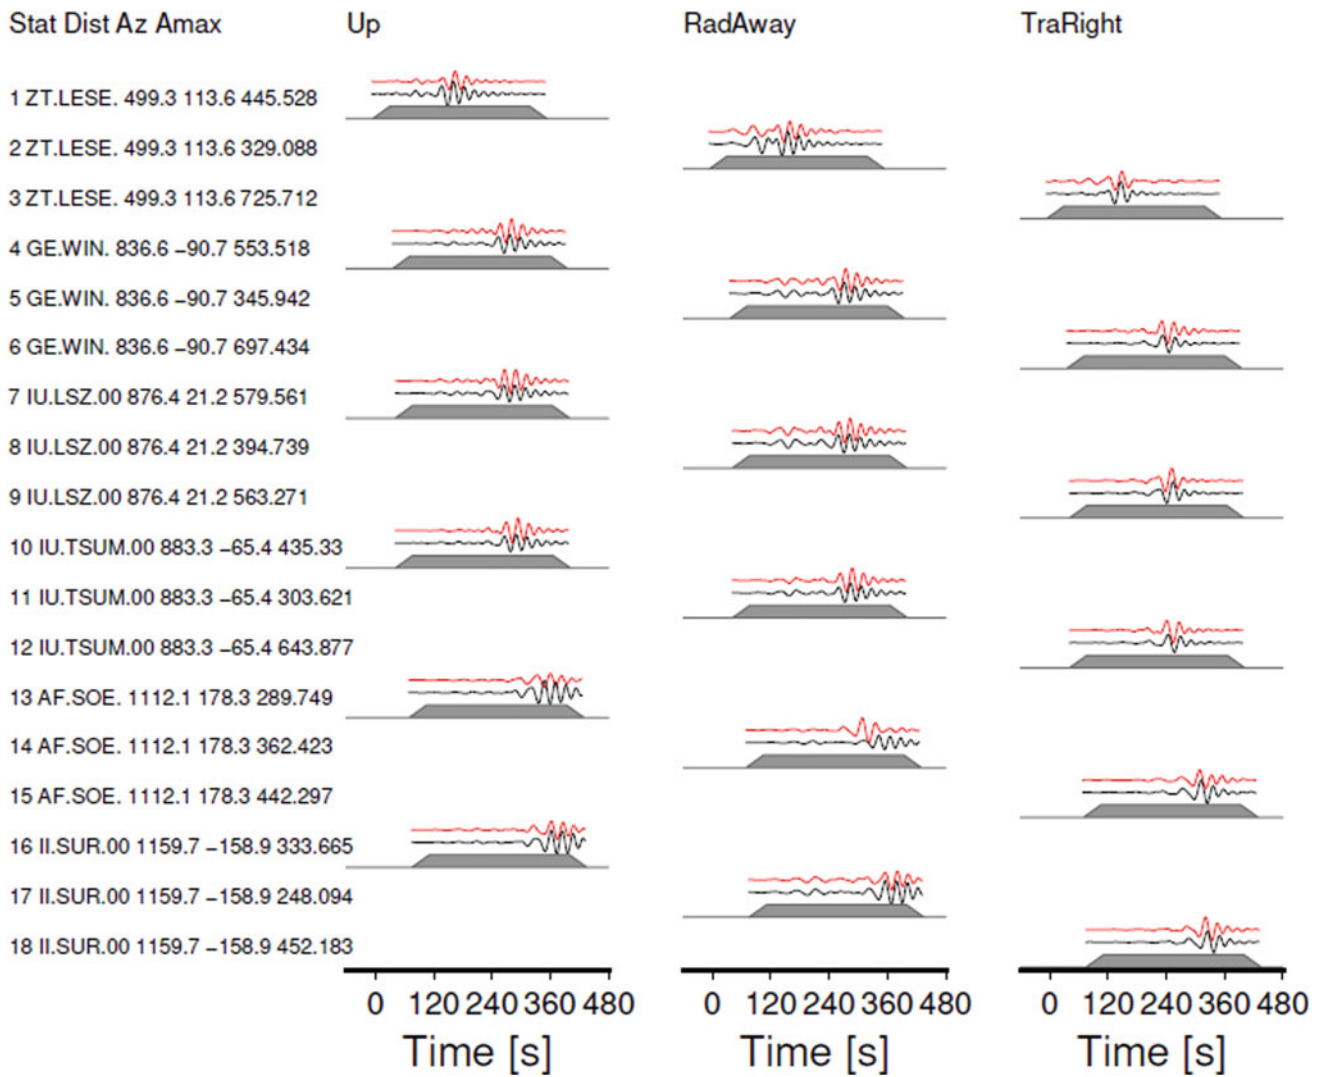 Stat Dist Az Amax Up RadAway TraRight
1 ZT.LESE. 499.3 113.6 445.528
2 ZT.LESE. 499.3 113.6 329.088
3 ZT.LESE. 499.3 113.6 725.712
4 GE.WIN. 836.6 −90.7 553.518
5 GE.WIN. 836.6 −90.7 345.942
6 GE.WIN. 836.6 −90.7 697.434
7 IU.LSZ.00 876.4 21.2 579.561
8 IU.LSZ.00 876.4 21.2 394.739
9 IU.LSZ.00 876.4 21.2 563.271
10 IU.TSUM.00 883.3 −65.4 435.33
11 IU.TSUM.00 883.3 −65.4 303.621
12 IU.TSUM.00 883.3 −65.4 643.877
13 AF.SOE. 1112.1 178.3 289.749
14 AF.SOE. 1112.1 178.3 362.423
15 AF.SOE. 1112.1 178.3 442.297
16 II.SUR.00 1159.7 −158.9 333.665
17 II.SUR.00 1159.7 −158.9 248.094
18 II.SUR.00 1159.7 −158.9 452.183
0 120 240 360 480 0 120 240 360 480 0 120 240 360 480
Time [s] Time [s] Time [s]